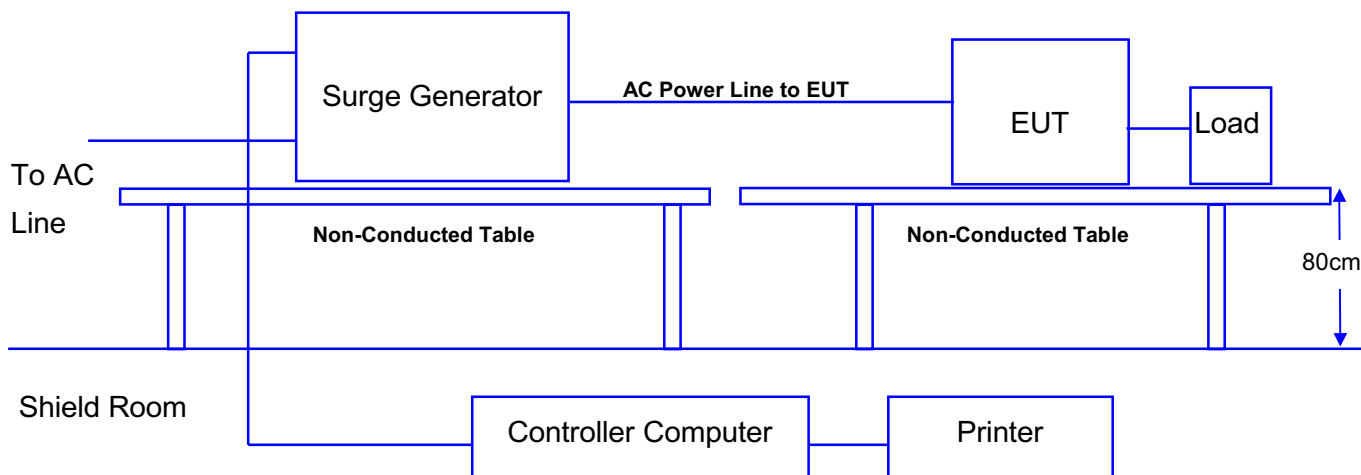 Surge Generator
AC Power Line to EUT
EUT
Load
To AC
Line
Non-Conducted Table
Non-Conducted Table
80cm
Shield Room
Controller Computer
Printer